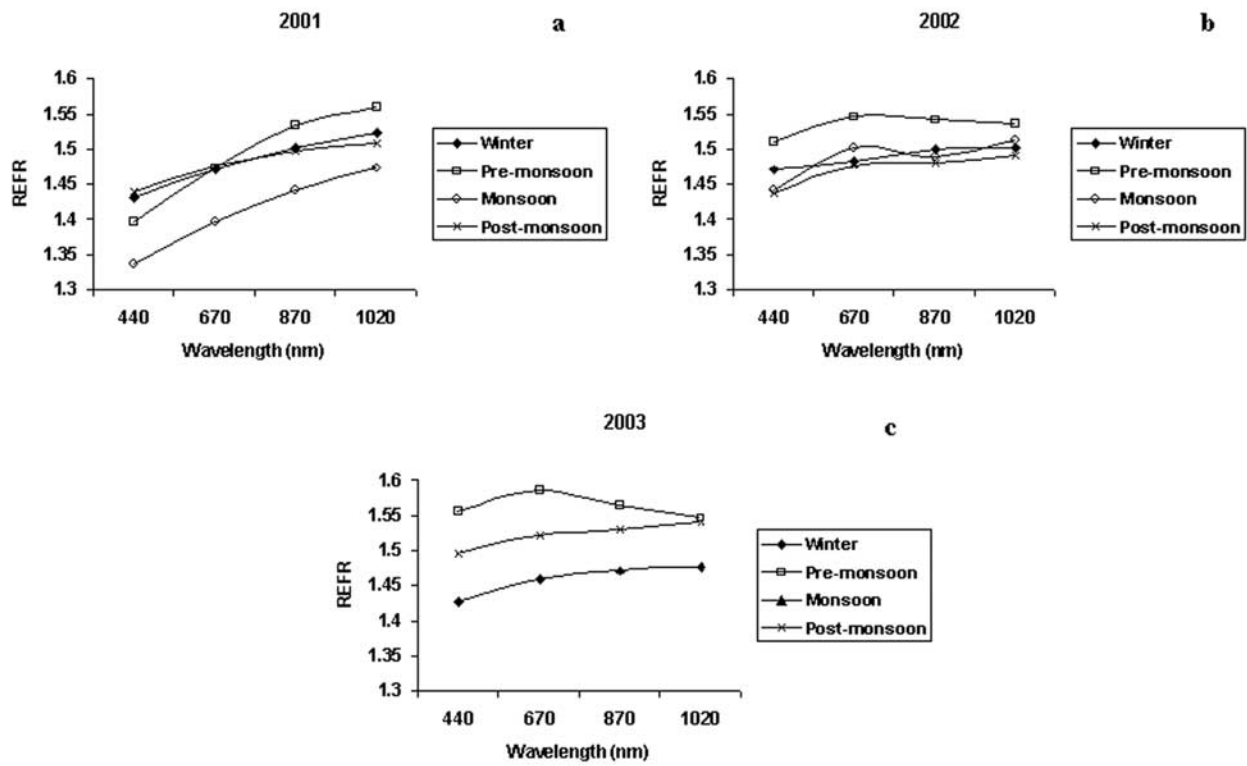 2001
a
REFR
1.6
1.55
1.5
1.45
1.4
1.35
1.3
440 670 870 1020
Wavelength (nm)
Winter
Pre-monsoon
Monsoon
Post-monsoon
2002
b
REFR
1.6
1.55
1.5
1.45
1.4
1.35
1.3
440 670 870 1020
Wavelength (nm)
Winter
Pre-monsoon
Monsoon
Post-monsoon
2003
c
REFR
1.6
1.55
1.5
1.45
1.4
1.35
1.3
440 670 870 1020
Wavelength (nm)
Winter
Pre-monsoon
Monsoon
Post-monsoon